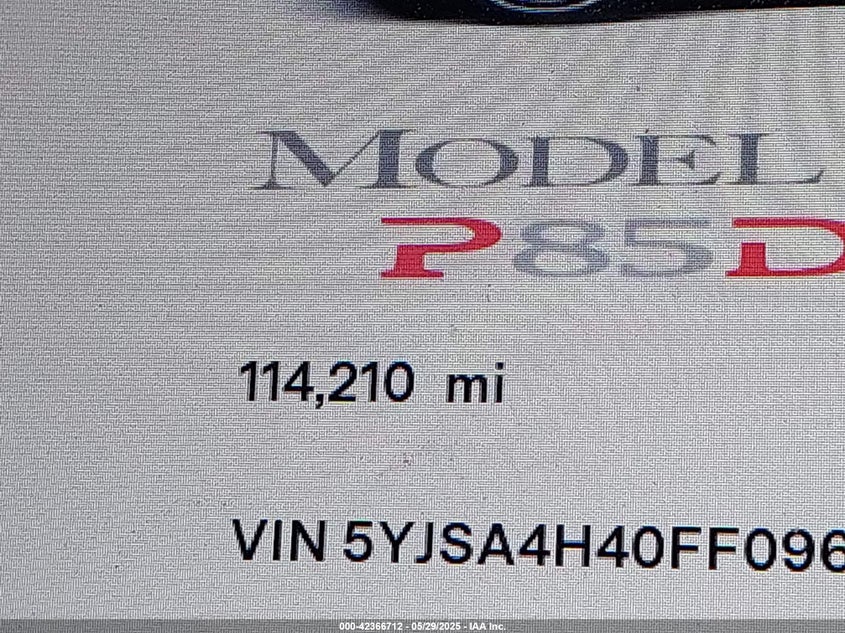 MODEL
P85D
114,210 mi
VIN 5YJSA4H40FF096
000-42366712 - 05/29/2025 - IAA Inc.